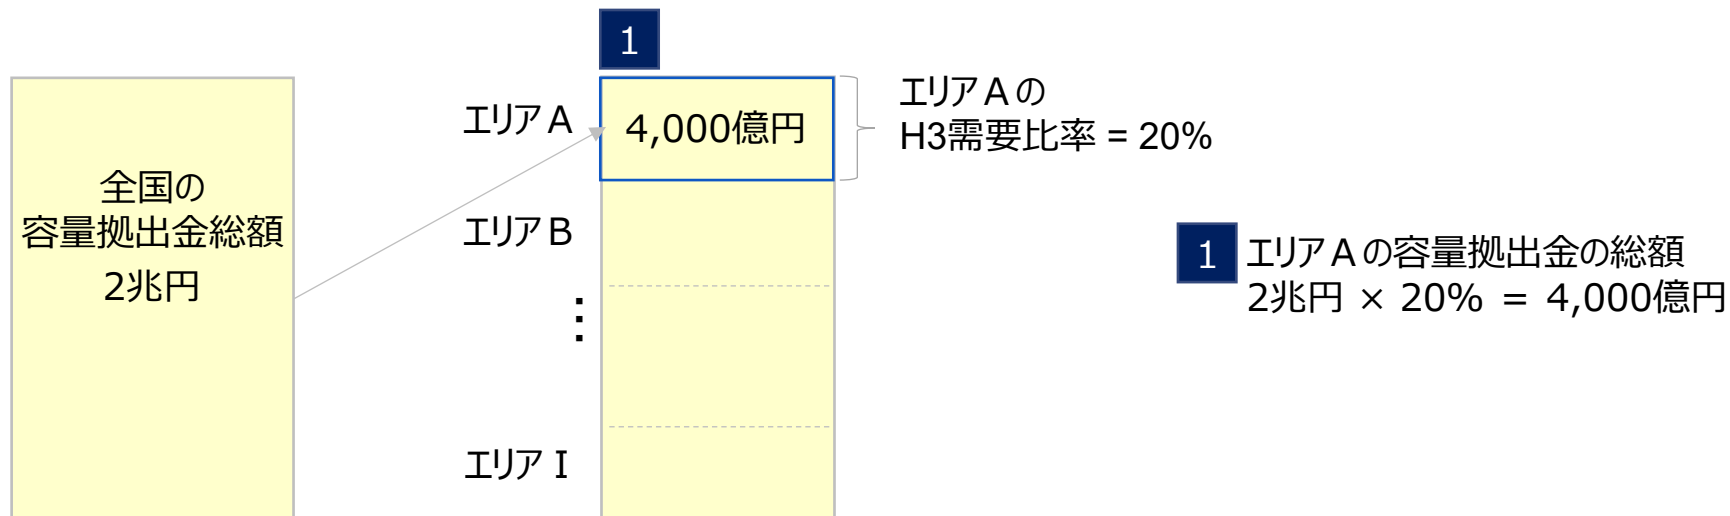 1
全国の
容量拠出金総額
2兆円
エリアA
4,000億円
エリアAの
H3需要比率 = 20%
エリアB
⋮
エリアI
1
エリアAの容量拠出金の総額
2兆円 × 20% = 4,000億円